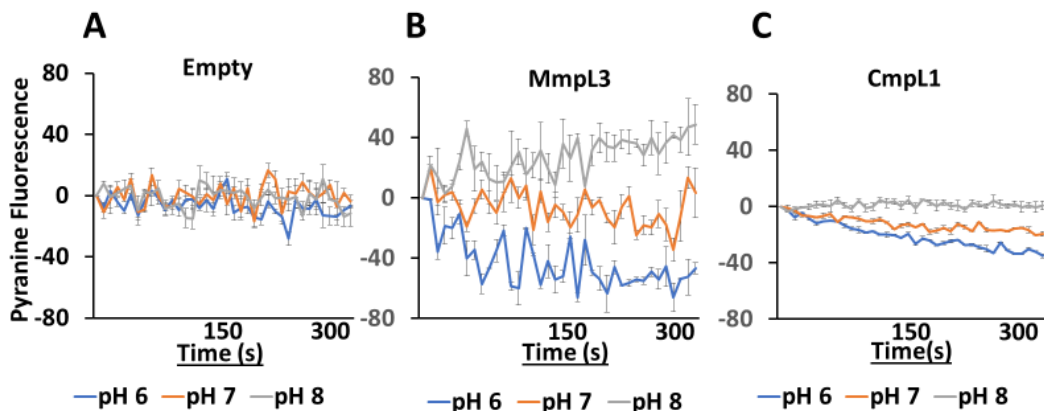 A
B
C
Empty
MmpL3
CmpL1
Pyranine Fluorescence
80
40
0
-40
-80
150
300
Time (s)
pH 6
pH 7
pH 8
80
40
0
-40
-80
150
300
Time (s)
pH 6
pH 7
pH 8
80
40
0
-40
-80
150
300
Time(s)
pH 6
pH 7
pH 8